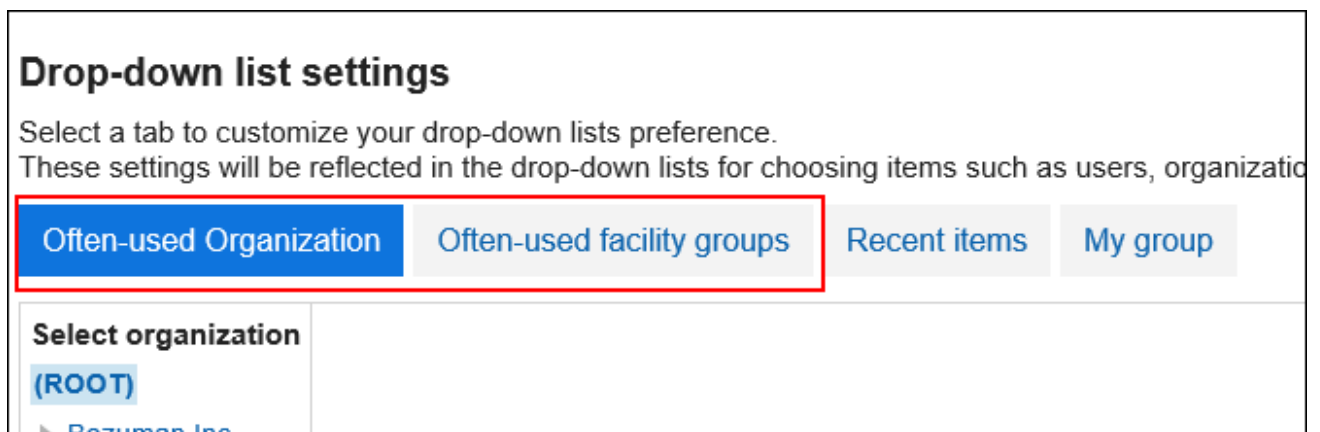 Drop-down list settings
Select a tab to customize your drop-down lists preference.
These settings will be reflected in the drop-down lists for choosing items such as users, organizatio
Often-used Organization Often-used facility groups Recent items My group
Select organization
(ROOT)